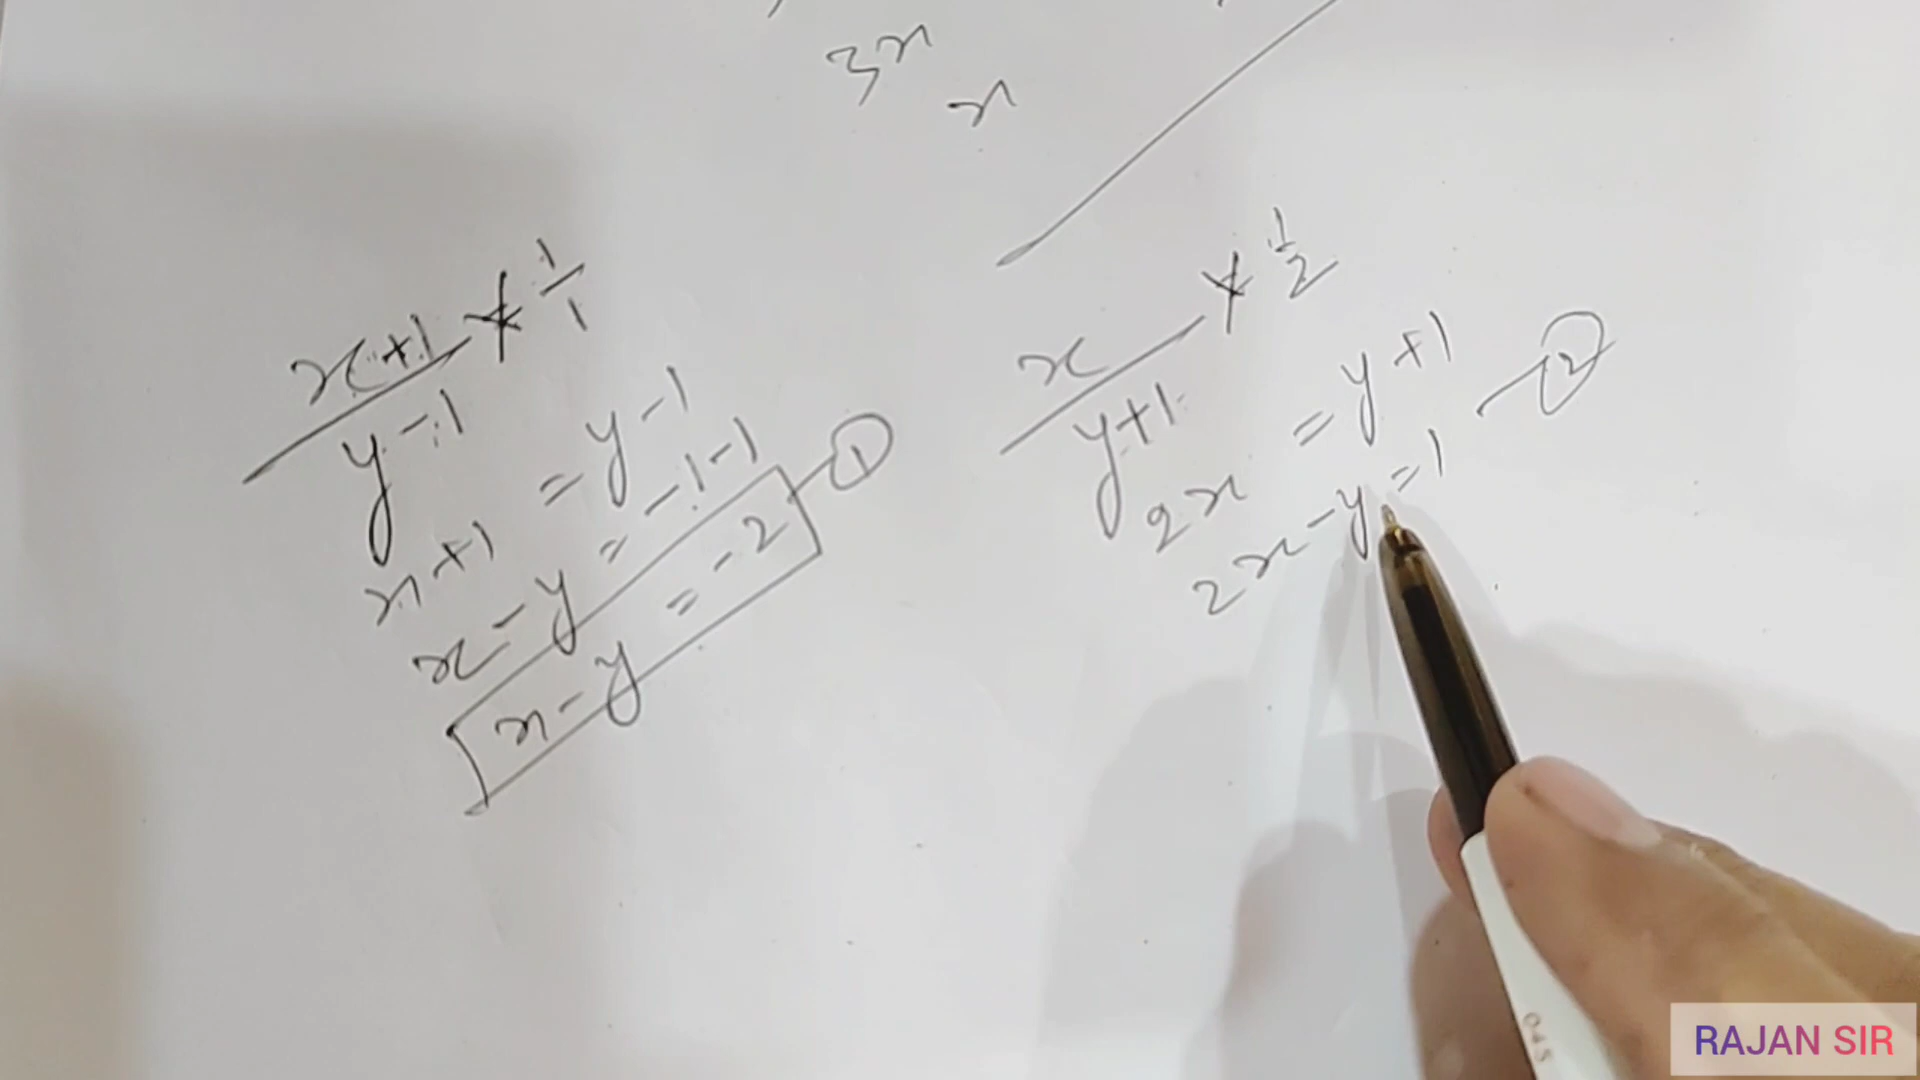 3x
x
x+1/y-1 = 1/1
x+1 = y-1
x-y = -1-1
x-y = -2 ①
x/y+1 = 1/2
2x = y+1
2x-y=1 ②
045
RAJAN SIR